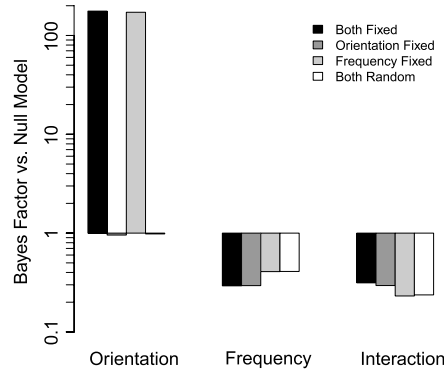 Bayes Factor vs. Null Model
100
10
1
0.1
Both Fixed
Orientation Fixed
Frequency Fixed
Both Random
Orientation
Frequency
Interaction